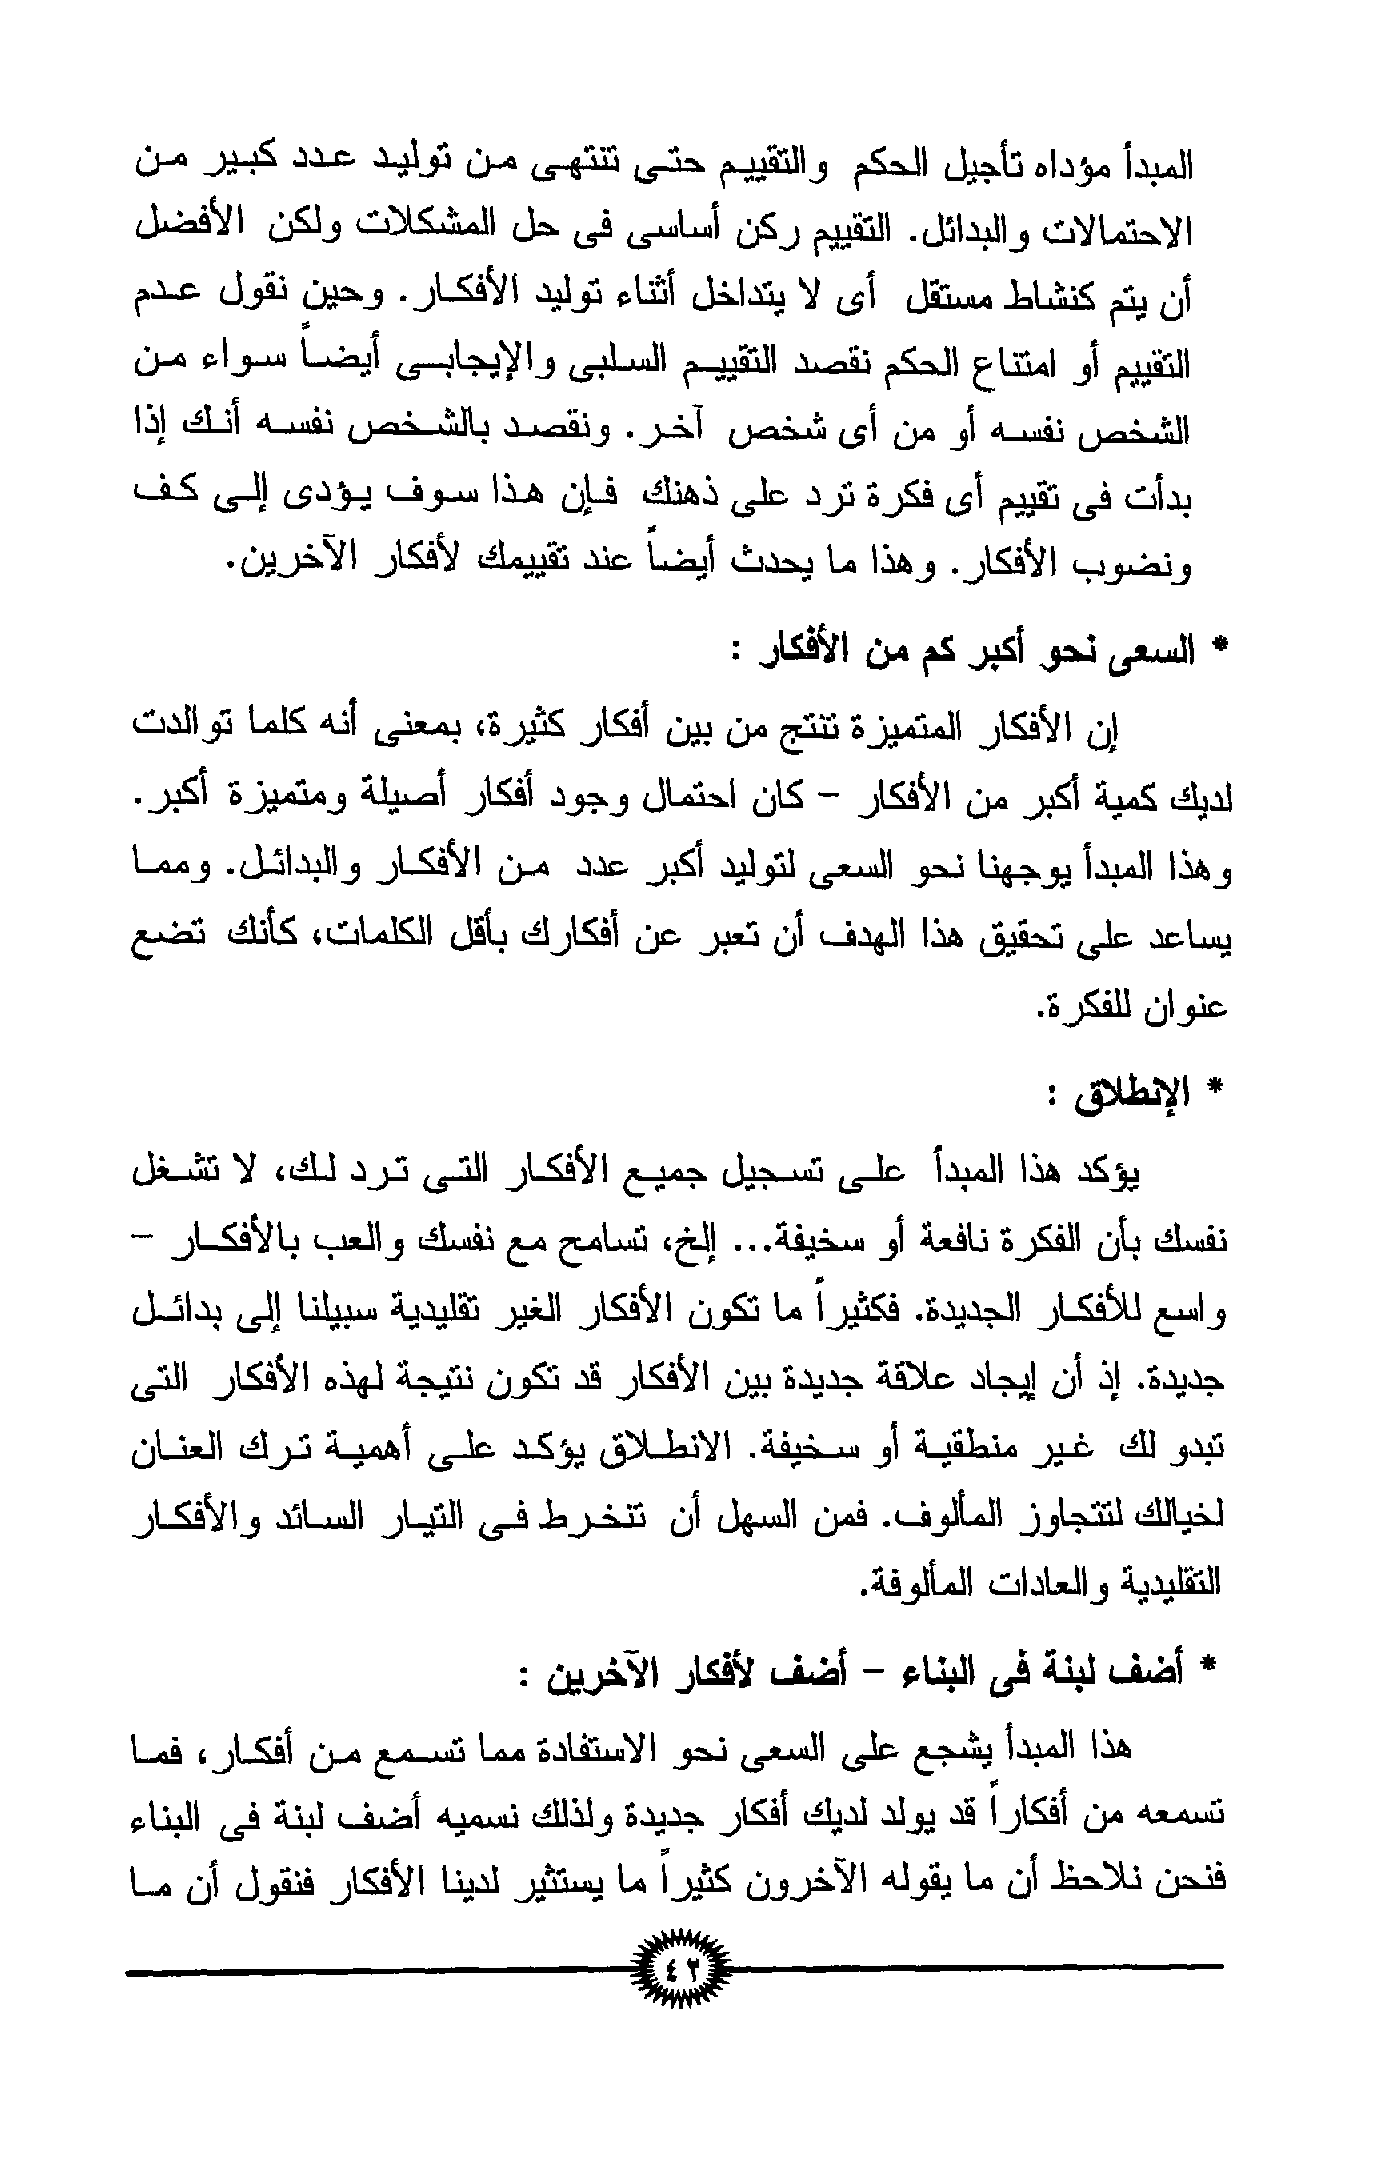 المبدأ مؤداه تأجيل الحكم والتقييم حتى تنتهى من توليد عدد كبير من
الاحتمالات والبدائل. التقييم ركن أساسى فى حل المشكلات ولكن الأفضل
أن يتم كنشاط مستقل أى لا يتداخل أثناء توليد الأفكار. وحين نقول عدم
التقييم أو امتناع الحكم نقصد التقييم السلبى والإيجابى أيضاً سواء من
الشخص نفسه أو من أى شخص آخر. ونقصد بالشخص نفسه أنك إذا
بدأت فى تقييم أى فكرة ترد على ذهنك فإن هذا سوف يؤدى إلى كف
ونضوب الأفكار. وهذا ما يحدث أيضاً عند تقييمك لأفكار الآخرين.
* السعى نحو أكبر كم من الأفكار :
إن الأفكار المتميزة تنتج من بين أفكار كثيرة، بمعنى أنه كلما توالدت
لديك كمية أكبر من الأفكار – كان احتمال وجود أفكار أصيلة ومتميزة أكبر.
وهذا المبدأ يوجهنا نحو السعى لتوليد أكبر عدد من الأفكار والبدائل. ومما
يساعد على تحقيق هذا الهدف أن تعبر عن أفكارك بأقل الكلمات، كأنك تضع
عنوان للفكرة.
* الإنطلاق :
يؤكد هذا المبدأ على تسجيل جميع الأفكار التى ترد لك، لا تشغل
نفسك بأن الفكرة نافعة أو سخيفة... إلخ، تسامح مع نفسك والعب بالأفكار –
واسع للأفكار الجديدة. فكثيراً ما تكون الأفكار الغير تقليدية سبيلنا إلى بدائل
جديدة. إذ أن إيجاد علاقة جديدة بين الأفكار قد تكون نتيجة لهذه الأفكار التى
تبدو لك غير منطقية أو سخيفة. الانطلاق يؤكد على أهمية ترك العنان
لخيالك لتتجاوز المألوف. فمن السهل أن تنخرط فى التيار السائد والأفكار
التقليدية والعادات المألوفة.
* أضف لبنة فى البناء – أضف لأفكار الآخرين :
هذا المبدأ يشجع على السعى نحو الاستفادة مما تسمع من أفكار، فما
تسمعه من أفكاراً قد يولد لديك أفكار جديدة ولذلك نسميه أضف لبنة فى البناء
فنحن نلاحظ أن ما يقوله الآخرون كثيراً ما يستثير لدينا الأفكار فنقول أن ما
٤٢